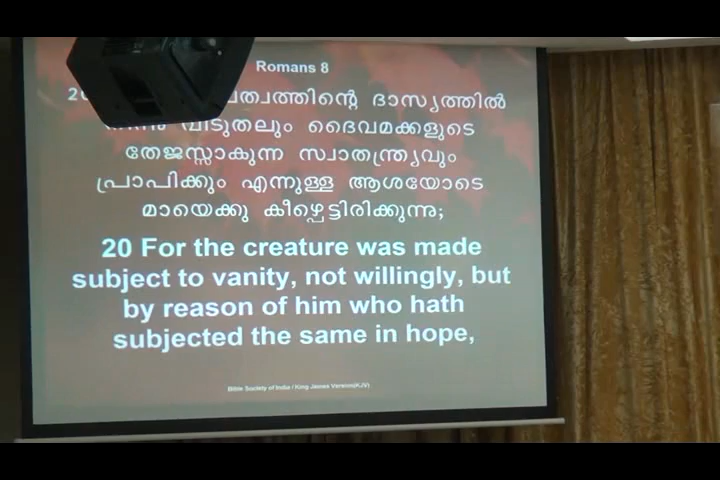 Romans 8
ദാസ്യത്തിൽ
വിടുതലും ദൈവമക്കളുടെ
തേജസ്സാകുന്ന സ്വാതന്ത്ര്യവും
പ്രാപിക്കും എന്നുള്ള ആശയോടെ
മായെക്കു കീഴ്പെട്ടിരിക്കുന്നു;
20 For the creature was made
subject to vanity, not willingly, but
by reason of him who hath
subjected the same in hope,
Bible Society of India / King James Version(KJV)